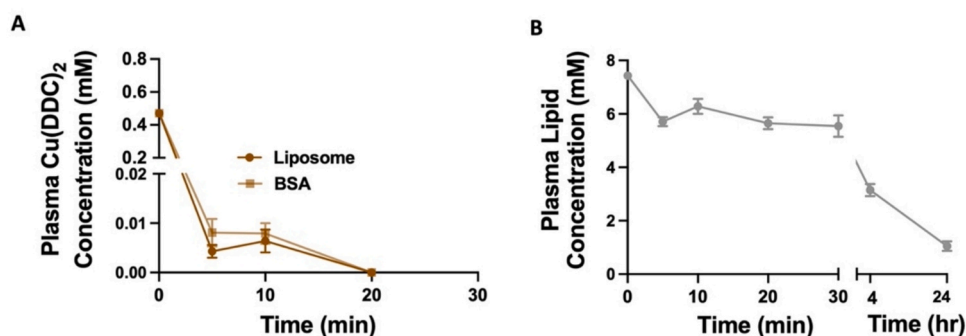 A
Plasma Cu(DDC)2
Concentration (mM)
0.8
0.6
0.4
0.2
0.02
0.01
0.00
Liposome
BSA
0 10 20 30
Time (min)
B
Plasma Lipid
Concentration (mM)
8
6
4
2
0
0 10 20 30 4 24
Time (min) Time (hr)